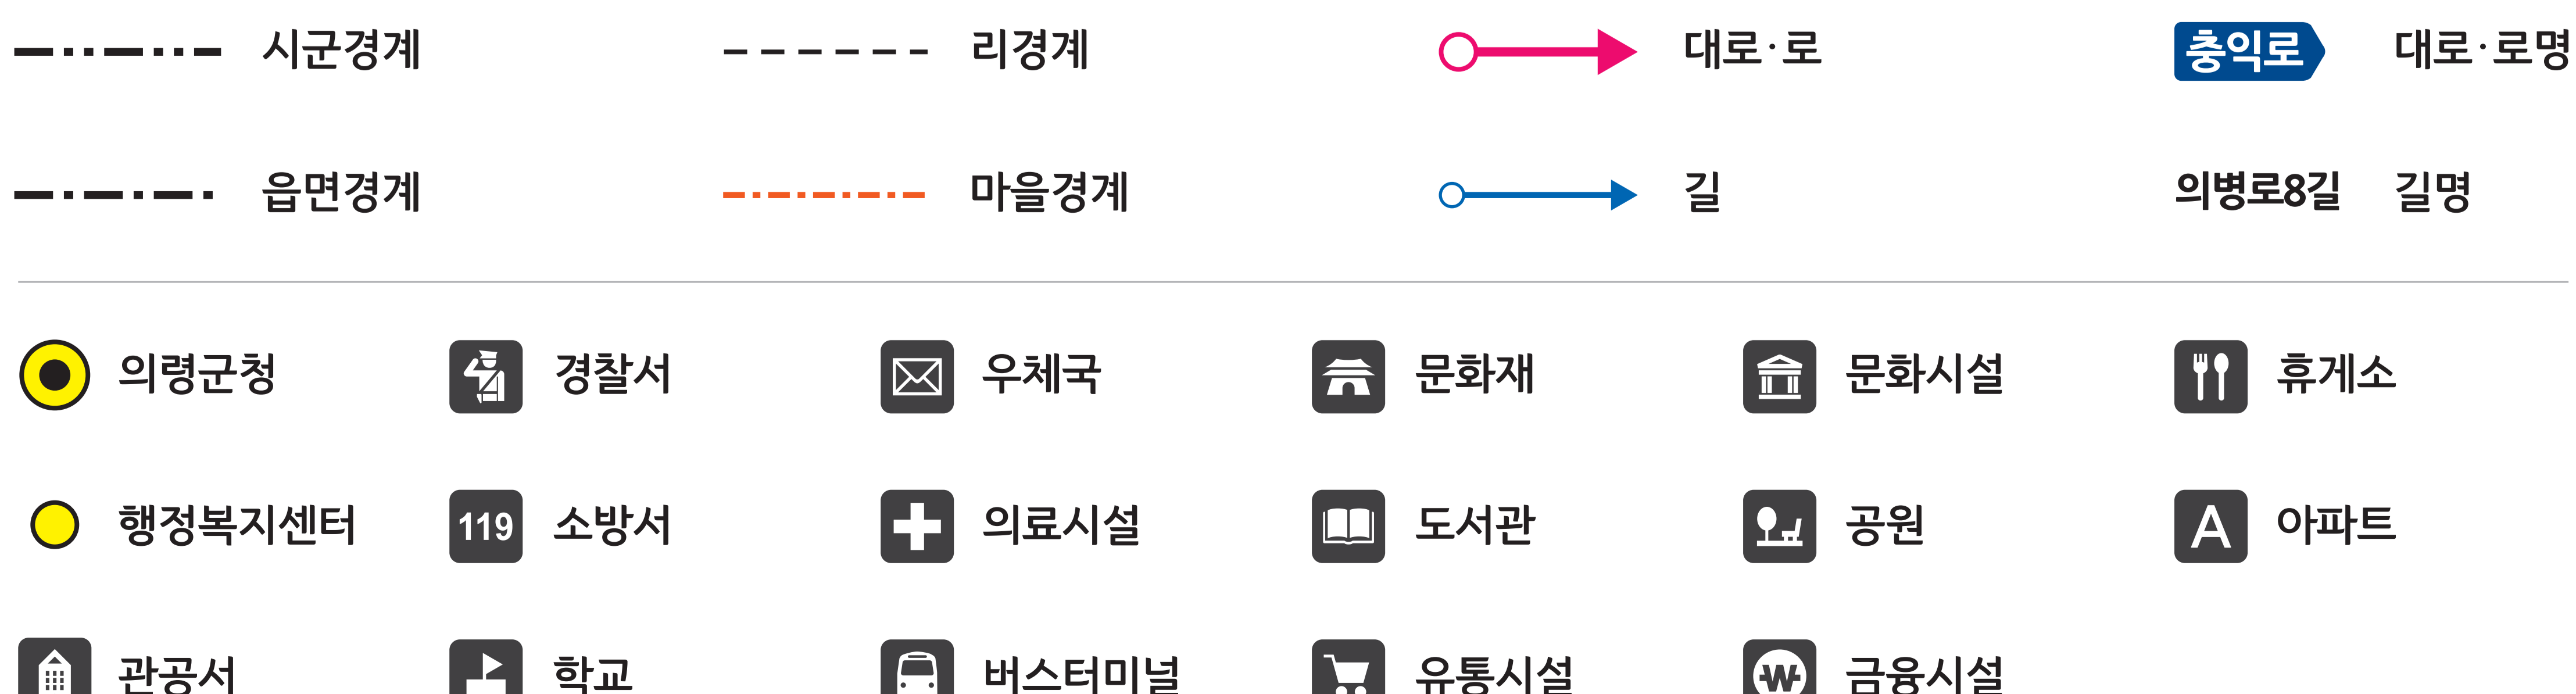 시군경계 리경계 대로·로 충익로 대로·로명
읍면경계 마을경계 길 의병로8길 길명
의령군청 경찰서 우체국 문화재 문화시설 휴게소
행정복지센터 119 소방서 의료시설 도서관 공원 A 아파트
관공서 학교 버스터미널 유통시설 ₩ 금융시설